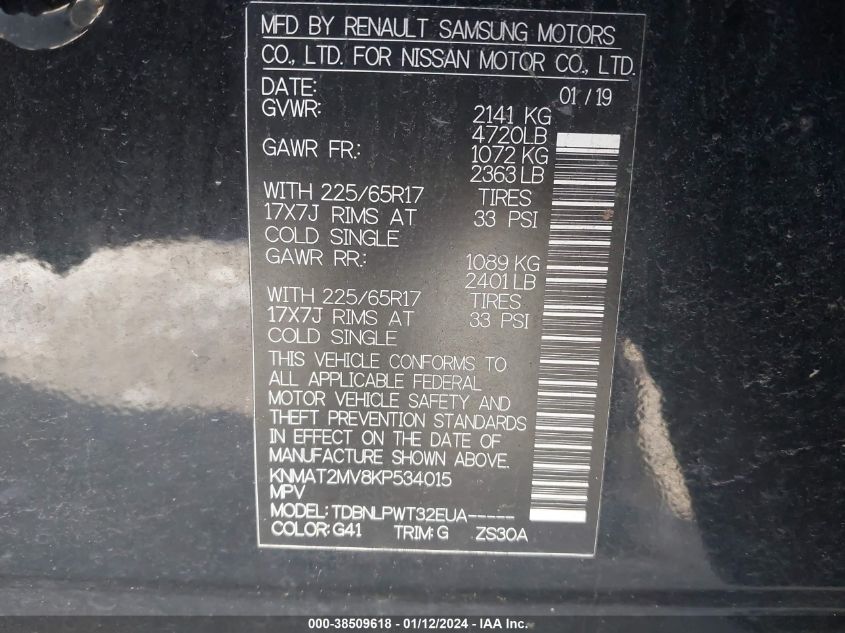 MFD BY RENAULT SAMSUNG MOTORS
CO., LTD. FOR NISSAN MOTOR CO., LTD.
DATE: 01 / 19
GVWR: 2141 KG
4720LB
GAWR FR: 1072 KG
2363 LB
WITH 225/65R17 TIRES
17X7J RIMS AT 33 PSI
COLD SINGLE
GAWR RR: 1089 KG
2401 LB
WITH 225/65R17 TIRES
17X7J RIMS AT 33 PSI
COLD SINGLE
THIS VEHICLE CONFORMS TO
ALL APPLICABLE FEDERAL
MOTOR VEHICLE SAFETY AND
THEFT PREVENTION STANDARDS
IN EFFECT ON THE DATE OF
MANUFACTURE SHOWN ABOVE.
KNMAT2MV8KP534015
MPV
MODEL: TDBNLPWT32EUA-----
COLOR: G41 TRIM: G ZS30A
000-38509618 - 01/12/2024 - IAA Inc.